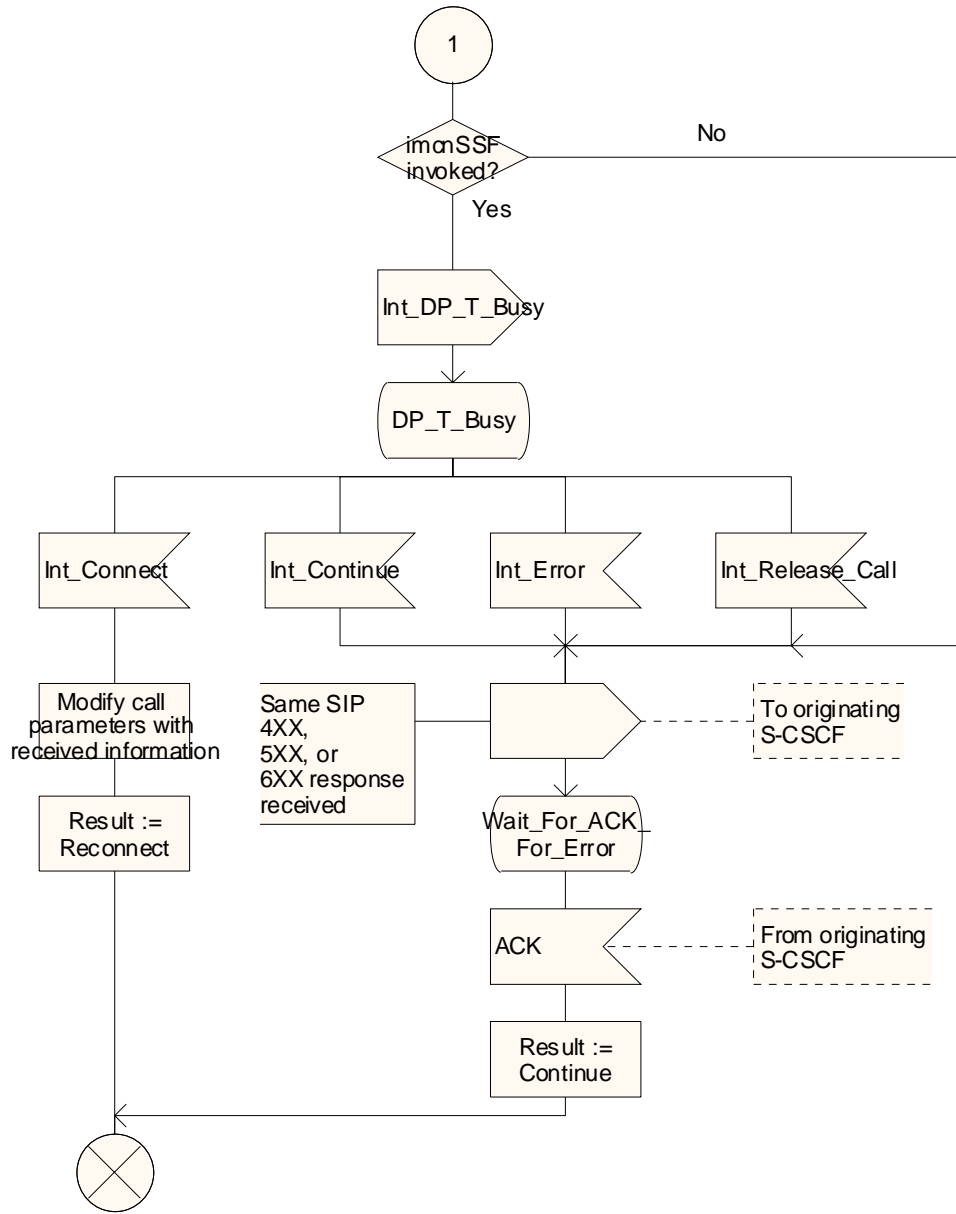 1
imcnSSF
invoked?
No
Yes
Int_DP_T_Busy
DP_T_Busy
Int_Connect
Int_Continue
Int_Error
Int_Release_Call
Modify call
parameters with
received information
Same SIP
4XX,
5XX, or
6XX response
received
To originating
S-CSCF
Result :=
Reconnect
Wait_For_ACK_
For_Error
ACK
From originating
S-CSCF
Result :=
Continue